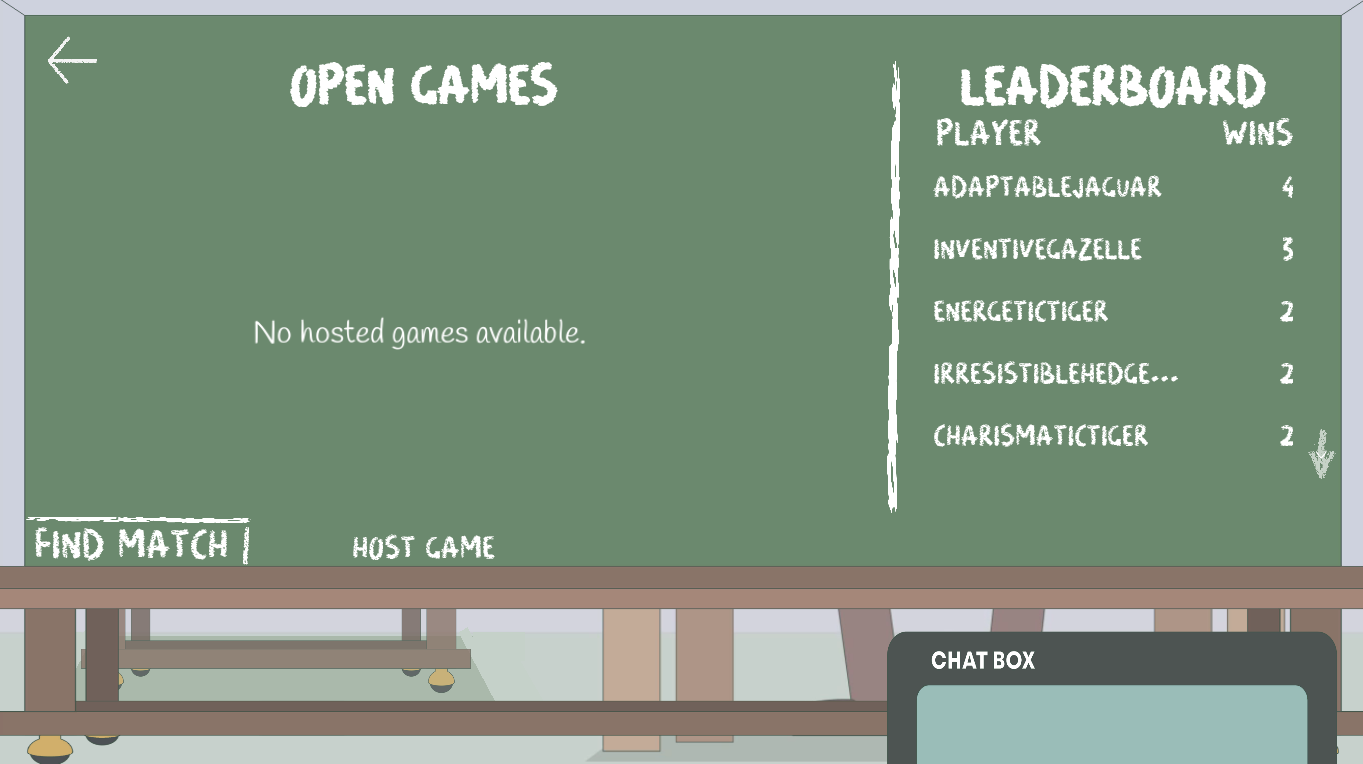 OPEN GAMES
No hosted games available.
FIND MATCH
HOST GAME
LEADERBOARD
PLAYER WINS
ADAPTABLEJAGUAR 4
INVENTIVEGAZELLE 3
ENERGETICTIGER 2
IRRESISTIBLEHEDGE... 2
CHARISMATICTIGER 2
CHAT BOX